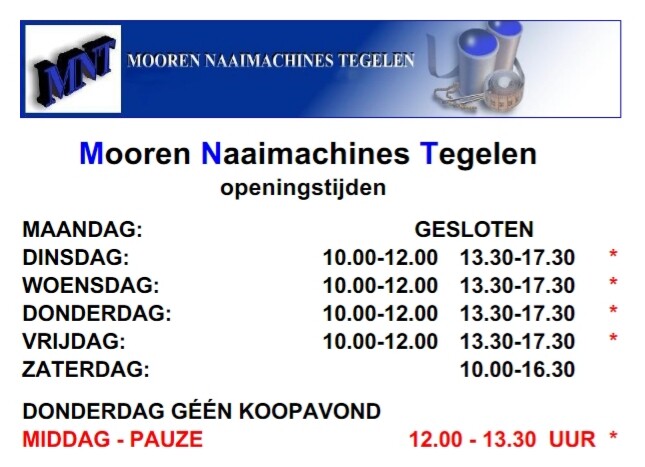 MNT
MOOREN NAAIMACHINES TEGELEN
Mooren Naaimachines Tegelen
openingstijden
MAANDAG: GESLOTEN
DINSDAG: 10.00-12.00 13.30-17.30 *
WOENSDAG: 10.00-12.00 13.30-17.30 *
DONDERDAG: 10.00-12.00 13.30-17.30 *
VRIJDAG: 10.00-12.00 13.30-17.30 *
ZATERDAG: 10.00-16.30
DONDERDAG GÉÉN KOOPAVOND
MIDDAG - PAUZE 12.00 - 13.30 UUR *